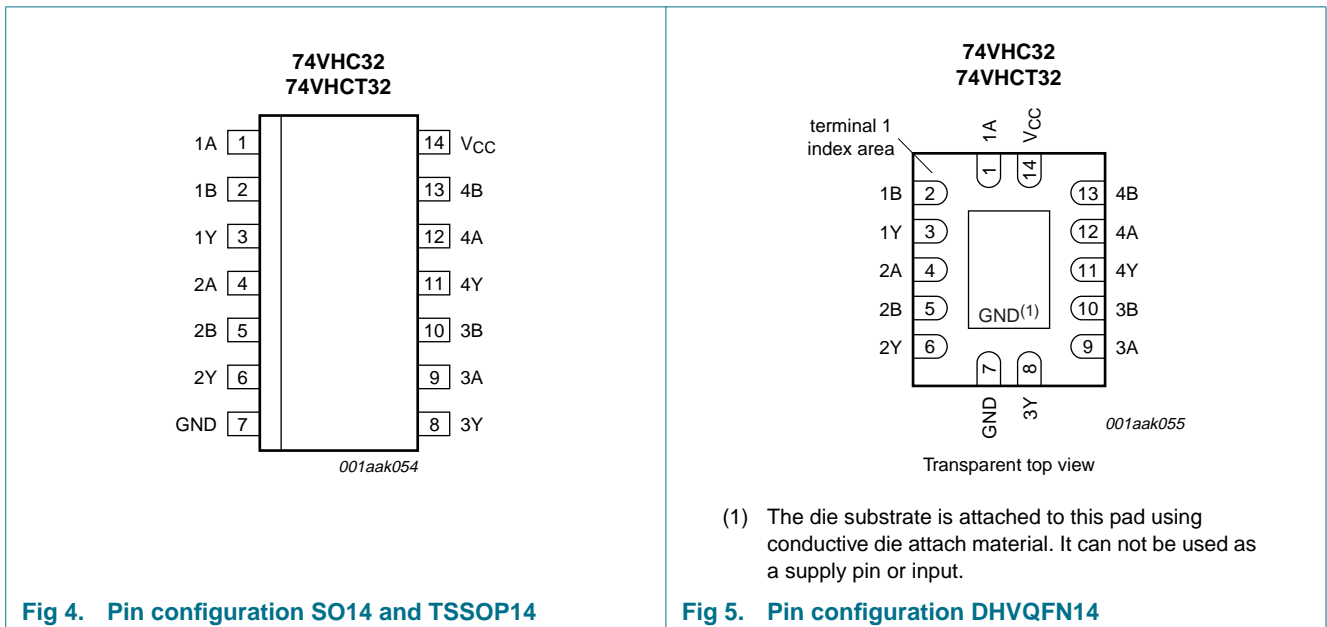 74VHC32
74VHCT32
1A 1 14 VCC
1B 2 13 4B
1Y 3 12 4A
2A 4 11 4Y
2B 5 10 3B
2Y 6 9 3A
GND 7 8 3Y
001aak054
Fig 4. Pin configuration SO14 and TSSOP14
74VHC32
74VHCT32
terminal 1
index area
1A VCC
1 14
1B 2 13 4B
1Y 3 12 4A
2A 4 11 4Y
2B 5 10 3B
GND(1)
2Y 6 9 3A
7 8
GND 3Y
001aak055
Transparent top view
(1) The die substrate is attached to this pad using
conductive die attach material. It can not be used as
a supply pin or input.
Fig 5. Pin configuration DHVQFN14